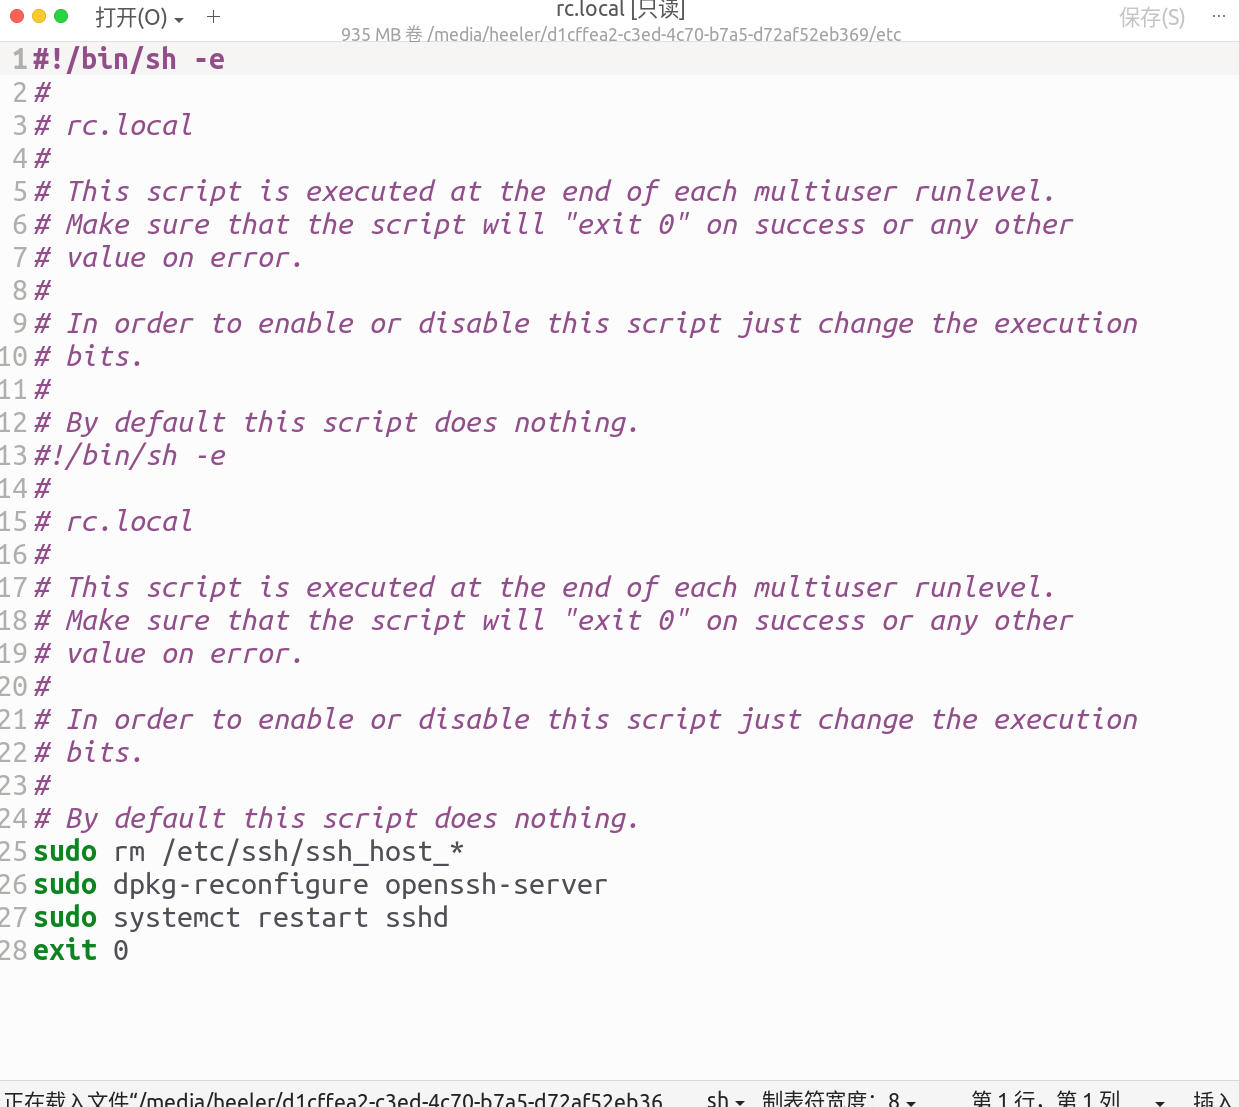 打开(O)
+
rc.local [只读]
935 MB 卷 /media/heeler/d1cffea2-c3ed-4c70-b7a5-d72af52eb369/etc
保存(S)
...
1 #!/bin/sh -e
2 #
3 # rc.local
4 #
5 # This script is executed at the end of each multiuser runlevel.
6 # Make sure that the script will "exit 0" on success or any other
7 # value on error.
8 #
9 # In order to enable or disable this script just change the execution
10 # bits.
11 #
12 # By default this script does nothing.
13 #!/bin/sh -e
14 #
15 # rc.local
16 #
17 # This script is executed at the end of each multiuser runlevel.
18 # Make sure that the script will "exit 0" on success or any other
19 # value on error.
20 #
21 # In order to enable or disable this script just change the execution
22 # bits.
23 #
24 # By default this script does nothing.
25 sudo rm /etc/ssh/ssh_host_*
26 sudo dpkg-reconfigure openssh-server
27 sudo systemct restart sshd
28 exit 0
正在载入文件“/media/heeler/d1cffea2-c3ed-4c70-b7a5-d72af52eb36 sh 制表符宽度：8 第 1 行，第 1 列 插入